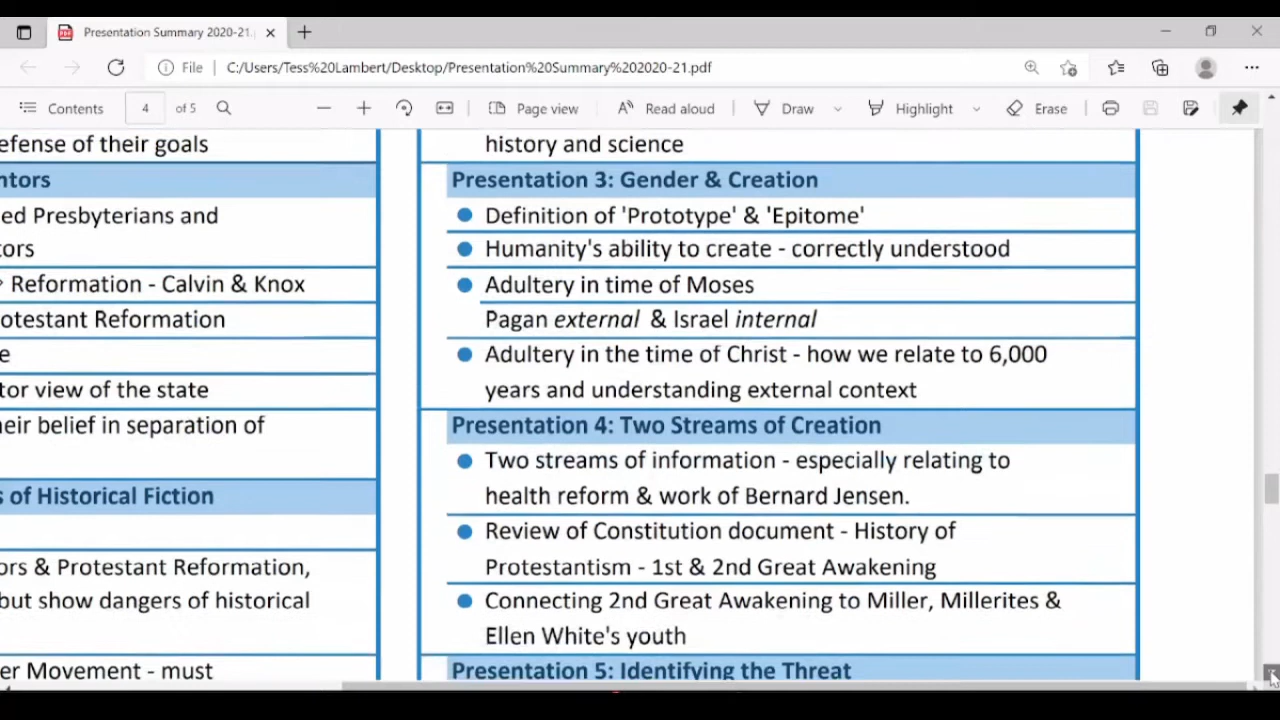 Presentation Summary 2020-21.p
File | C:/Users/Tess%20Lambert/Desktop/Presentation%20Summary%202020-21.pdf
Contents 4 of 5 Page view Read aloud Draw Highlight Erase
efense of their goals
ntors
ed Presbyterians and
tors
Reformation - Calvin & Knox
otestant Reformation
e
tor view of the state
heir belief in separation of
s of Historical Fiction
ors & Protestant Reformation,
but show dangers of historical
er Movement - must
history and science
Presentation 3: Gender & Creation
Definition of 'Prototype' & 'Epitome'
Humanity's ability to create - correctly understood
Adultery in time of Moses
Pagan external & Israel internal
Adultery in the time of Christ - how we relate to 6,000
years and understanding external context
Presentation 4: Two Streams of Creation
Two streams of information - especially relating to
health reform & work of Bernard Jensen.
Review of Constitution document - History of
Protestantism - 1st & 2nd Great Awakening
Connecting 2nd Great Awakening to Miller, Millerites &
Ellen White's youth
Presentation 5: Identifying the Threat